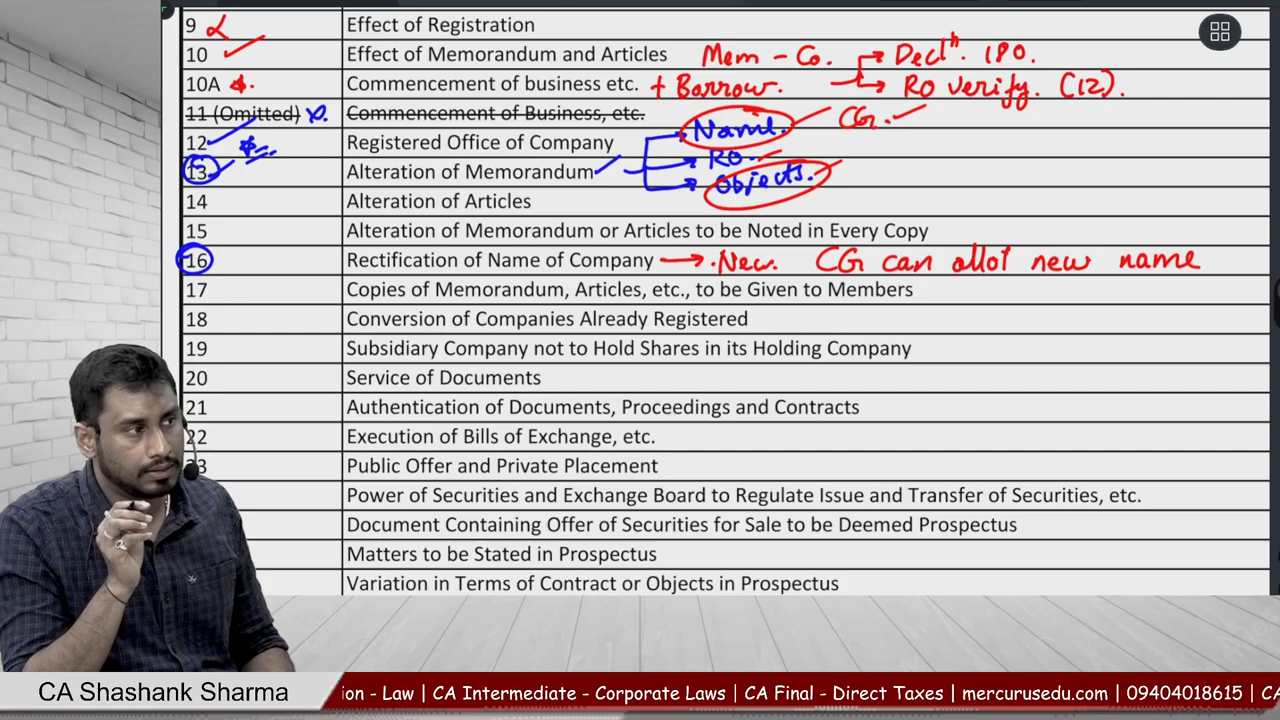 9 Effect of Registration
10 Effect of Memorandum and Articles Mem - Co. Declⁿ. 180.
10A Commencement of business etc. + Borrow. RO verify. (12).
11 (Omitted) Commencement of Business, etc. Name. CG.
12 Registered Office of Company RO
13 Alteration of Memorandum Objects.
14 Alteration of Articles
15 Alteration of Memorandum or Articles to be Noted in Every Copy
16 Rectification of Name of Company → New. CG can allot new name
17 Copies of Memorandum, Articles, etc., to be Given to Members
18 Conversion of Companies Already Registered
19 Subsidiary Company not to Hold Shares in its Holding Company
20 Service of Documents
21 Authentication of Documents, Proceedings and Contracts
22 Execution of Bills of Exchange, etc.
23 Public Offer and Private Placement
Power of Securities and Exchange Board to Regulate Issue and Transfer of Securities, etc.
Document Containing Offer of Securities for Sale to be Deemed Prospectus
Matters to be Stated in Prospectus
Variation in Terms of Contract or Objects in Prospectus
CA Shashank Sharma
ion - Law | CA Intermediate - Corporate Laws | CA Final - Direct Taxes | mercurusedu.com | 09404018615 | CA